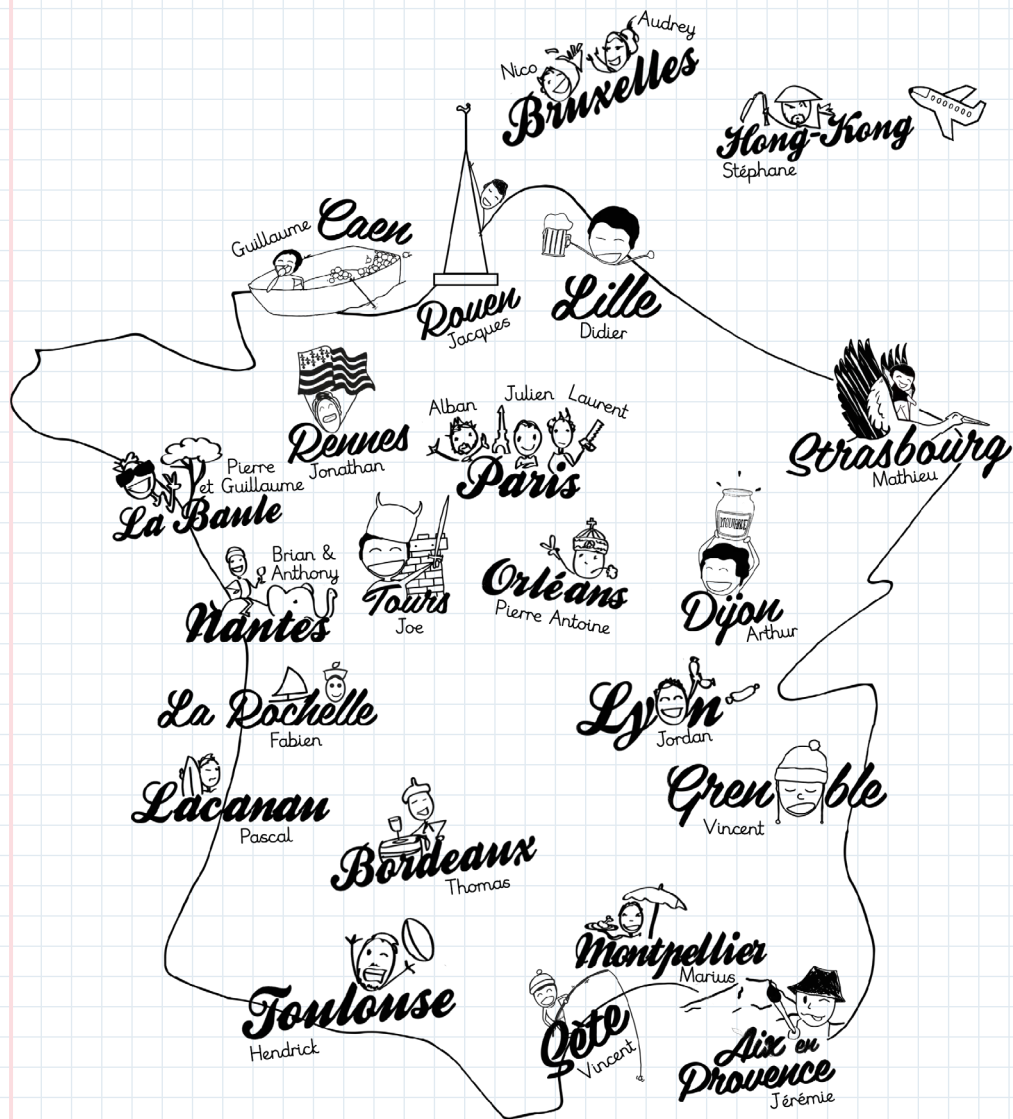 Audrey
Nico
Bruxelles
Hong-Kong
Stéphane
Guillaume
Caen
Rouen
Jacques
Lille
Didier
Rennes
Jonathan
Alban
Julien
Laurent
Paris
Strasbourg
Mathieu
Pierre
et Guillaume
La Baule
Brian &
Anthony
Nantes
Tours
Joe
Orléans
Pierre Antoine
Dijon
Arthur
La Rochelle
Fabien
Lyon
Jordan
Lacanau
Pascal
Grenoble
Vincent
Bordeaux
Thomas
Montpellier
Marius
Toulouse
Hendrick
Sète
Vincent
Aix en
Provence
Jérémie